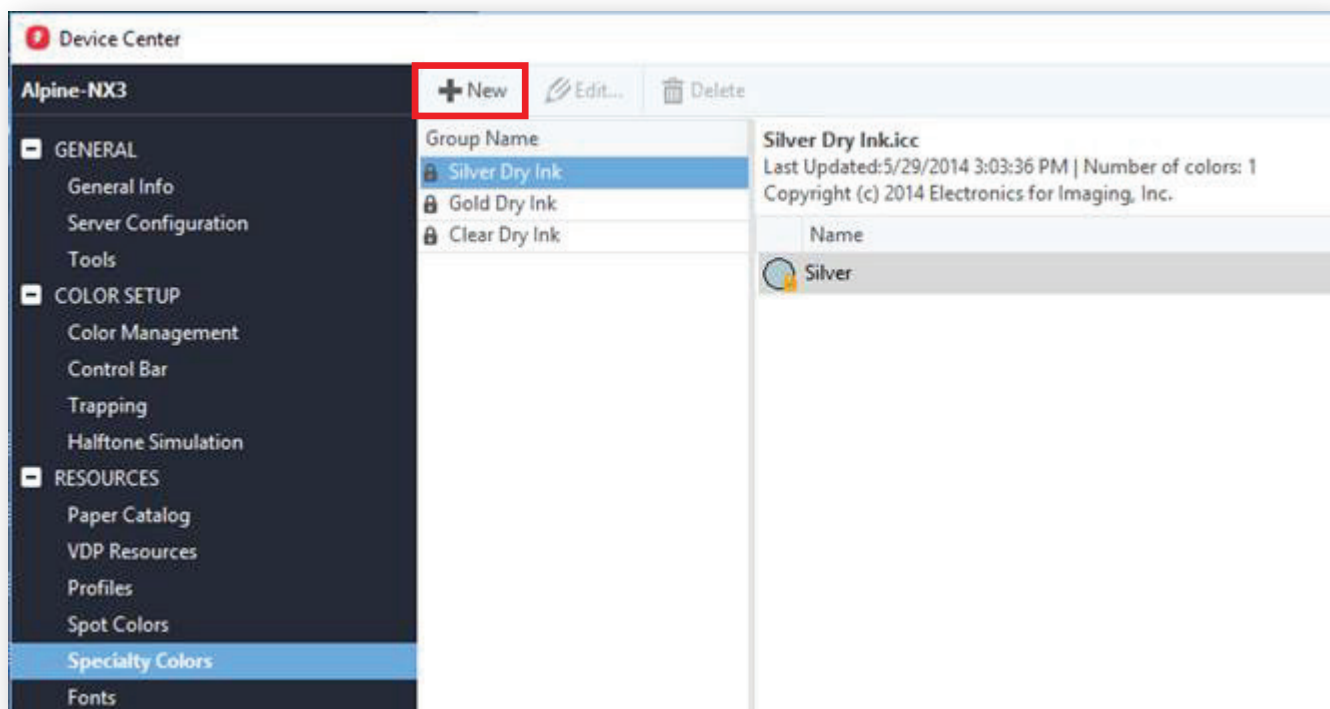 Device Center
Alpine-NX3
New Edit... Delete
GENERAL
General Info
Server Configuration
Tools
COLOR SETUP
Color Management
Control Bar
Trapping
Halftone Simulation
RESOURCES
Paper Catalog
VDP Resources
Profiles
Spot Colors
Specialty Colors
Fonts
Group Name
Silver Dry Ink
Gold Dry Ink
Clear Dry Ink
Silver Dry Ink.icc
Last Updated:5/29/2014 3:03:36 PM | Number of colors: 1
Copyright (c) 2014 Electronics for Imaging, Inc.
Name
Silver